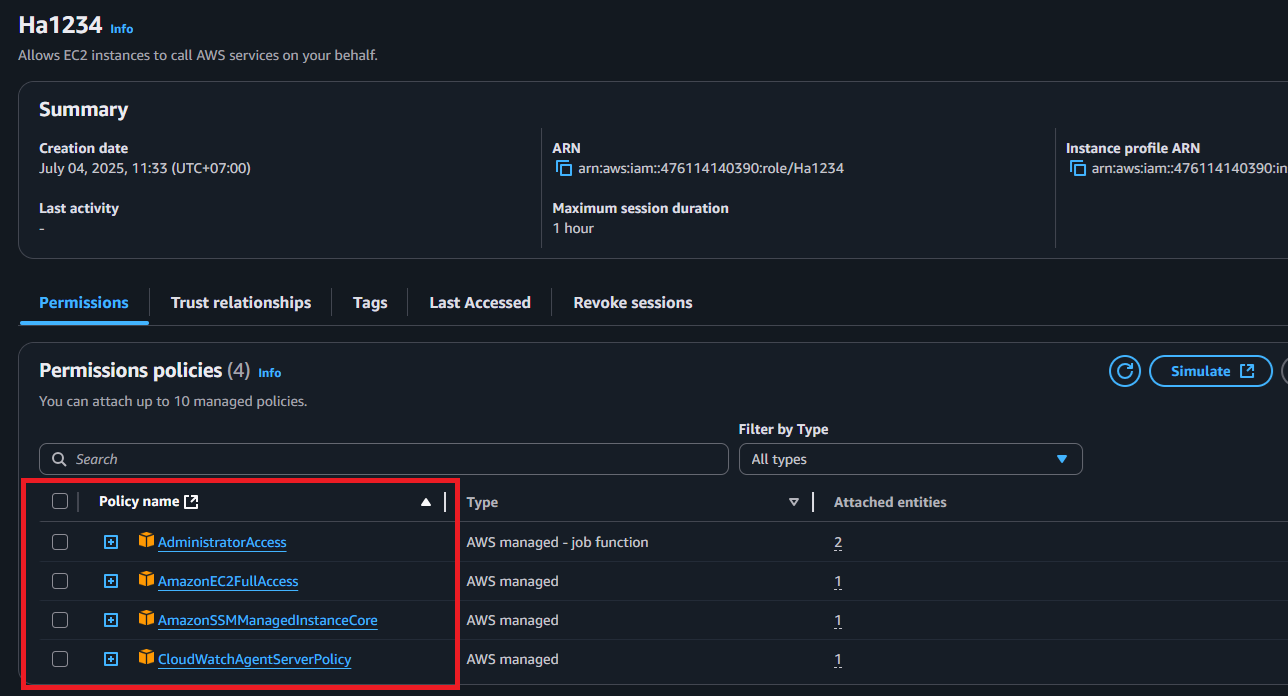 Ha1234 Info
Allows EC2 instances to call AWS services on your behalf.
Summary
Creation date
July 04, 2025, 11:33 (UTC+07:00)
Last activity
-
ARN
arn:aws:iam::476114140390:role/Ha1234
Maximum session duration
1 hour
Instance profile ARN
arn:aws:iam::476114140390:in
Permissions Trust relationships Tags Last Accessed Revoke sessions
Permissions policies (4) Info
You can attach up to 10 managed policies.
Simulate
Filter by Type
Search All types
Policy name Type Attached entities
AdministratorAccess AWS managed - job function 2
AmazonEC2FullAccess AWS managed 1
AmazonSSMManagedInstanceCore AWS managed 1
CloudWatchAgentServerPolicy AWS managed 1